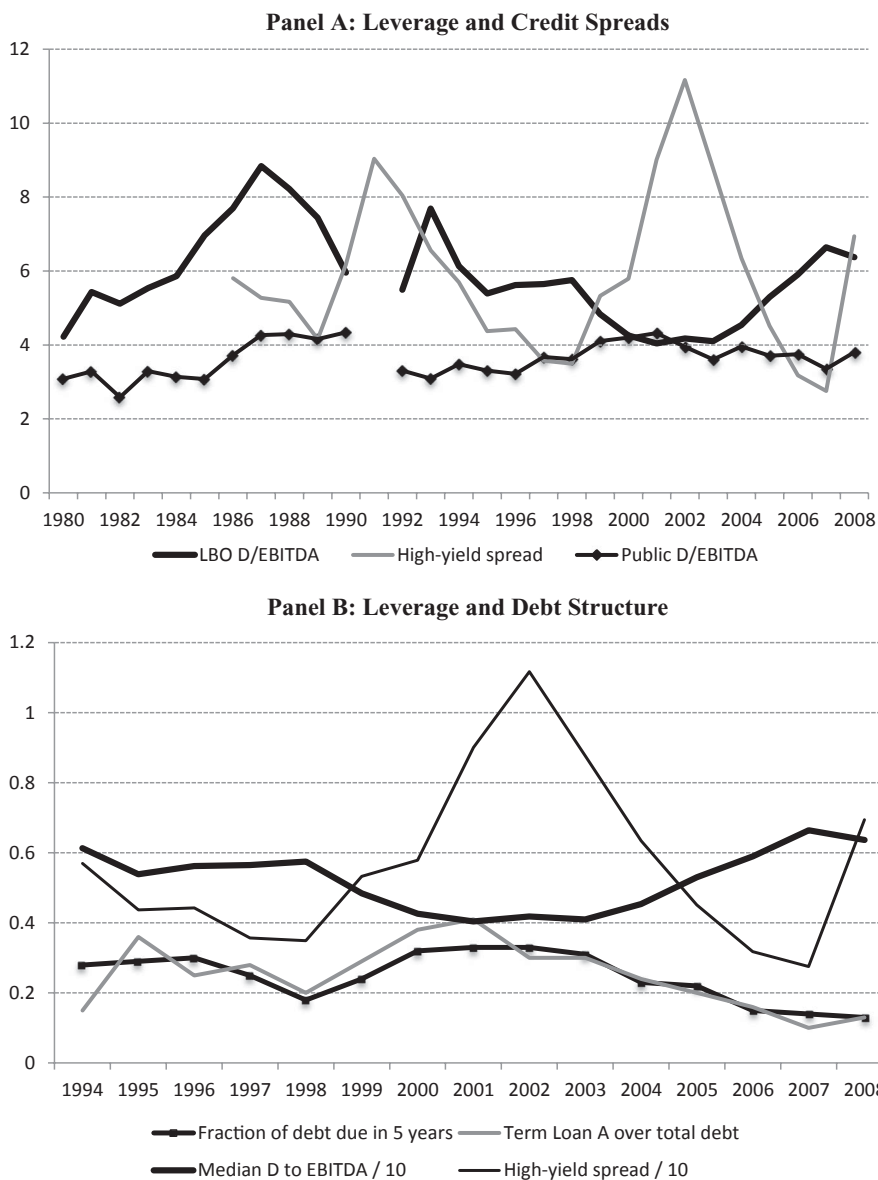 Panel A: Leverage and Credit Spreads
12
10
8
6
4
2
0
1980 1982 1984 1986 1988 1990 1992 1994 1996 1998 2000 2002 2004 2006 2008
LBO D/EBITDA High-yield spread Public D/EBITDA
Panel B: Leverage and Debt Structure
1.2
1
0.8
0.6
0.4
0.2
0
1994 1995 1996 1997 1998 1999 2000 2001 2002 2003 2004 2005 2006 2007 2008
Fraction of debt due in 5 years Term Loan A over total debt
Median D to EBITDA / 10 High-yield spread / 10